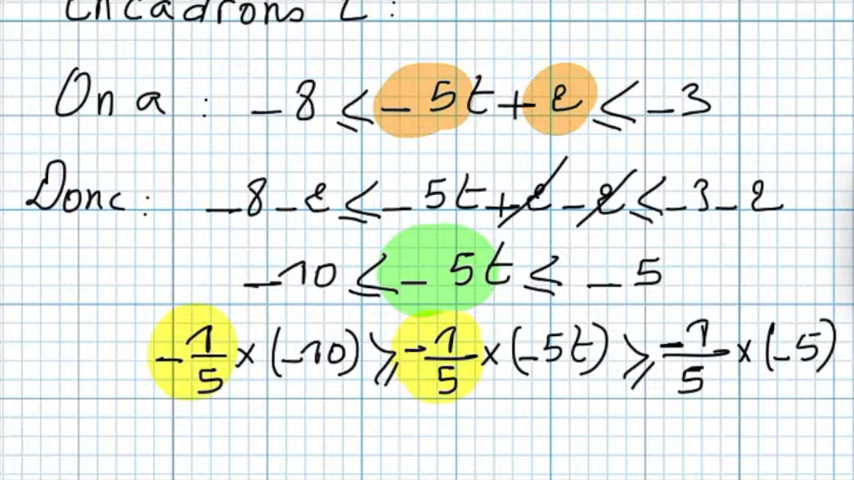 Encadrons t :
On a : -8 ≤ -5t + 2 ≤ -3
Donc : -8 - 2 ≤ -5t + 2 - 2 ≤ -3 - 2
-10 ≤ -5t ≤ -5
-1/5 × (-10) ≥ -1/5 × (-5t) ≥ -1/5 × (-5)